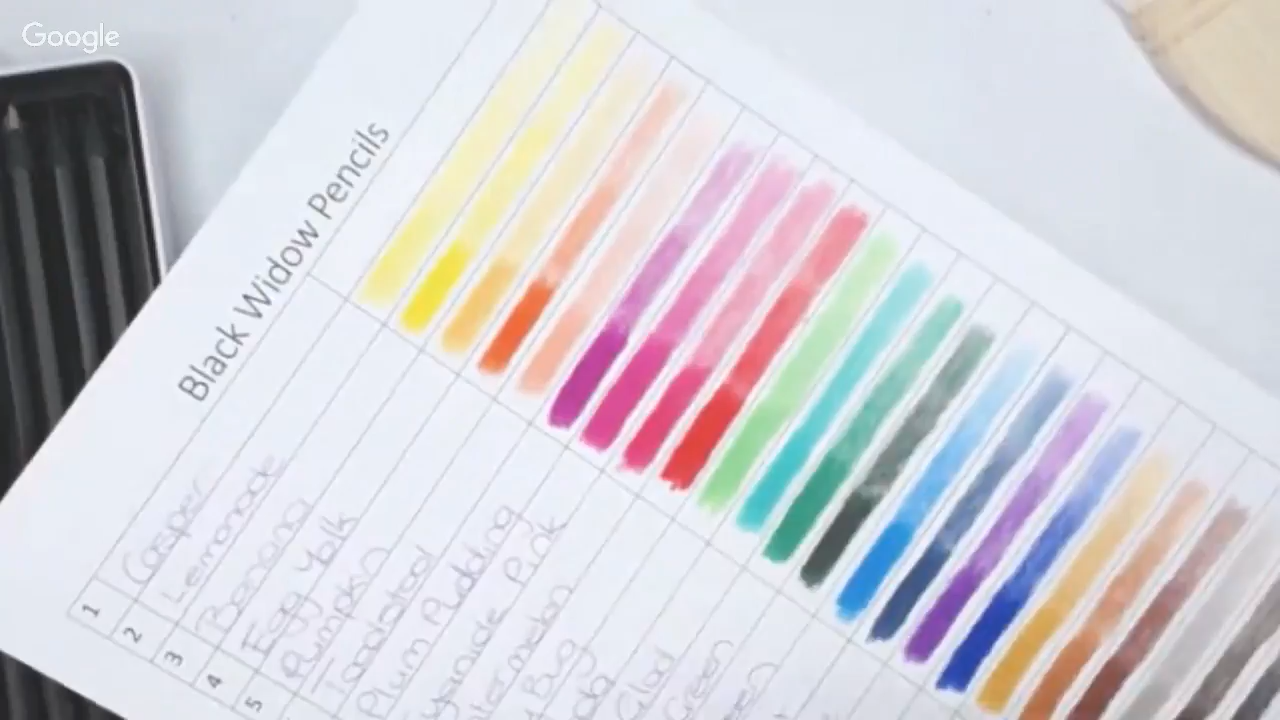 Google
Black Widow Pencils
1 Casper
2 Lemonade
3 Banana
4 Egg Yolk
5 Pumpkin
Toadstool
Plum Pudding
Pink
Bug